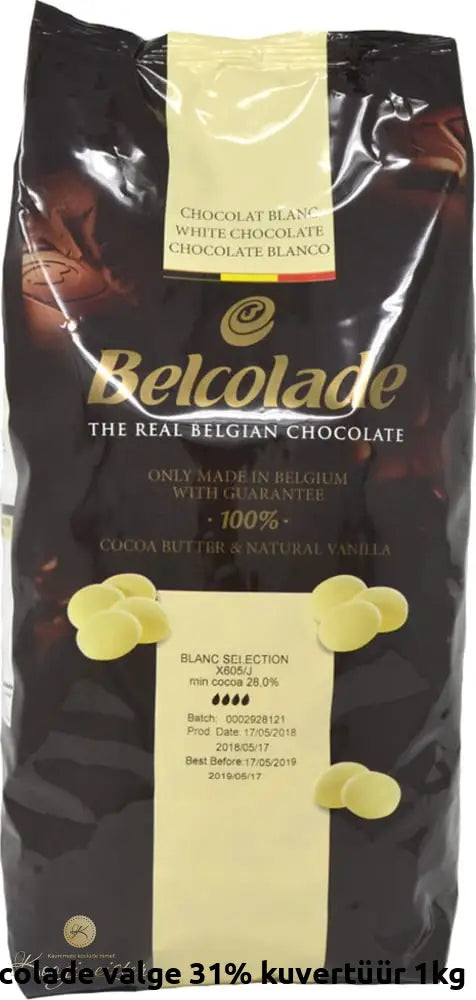 CHOCOLAT BLANC
WHITE CHOCOLATE
CHOCOLATE BLANCO
Belcolade
THE REAL BELGIAN CHOCOLATE
ONLY MADE IN BELGIUM
WITH GUARANTEE
· 100% ·
COCOA BUTTER & NATURAL VANILLA
BLANC SELECTION
X605/J
min cocoa 28,0%
Batch: 0002928121
Prod. Date: 17/05/2018
2018/05/17
Best Before: 17/05/2019
2019/05/17
colade valge 31% kuvertüür 1kg